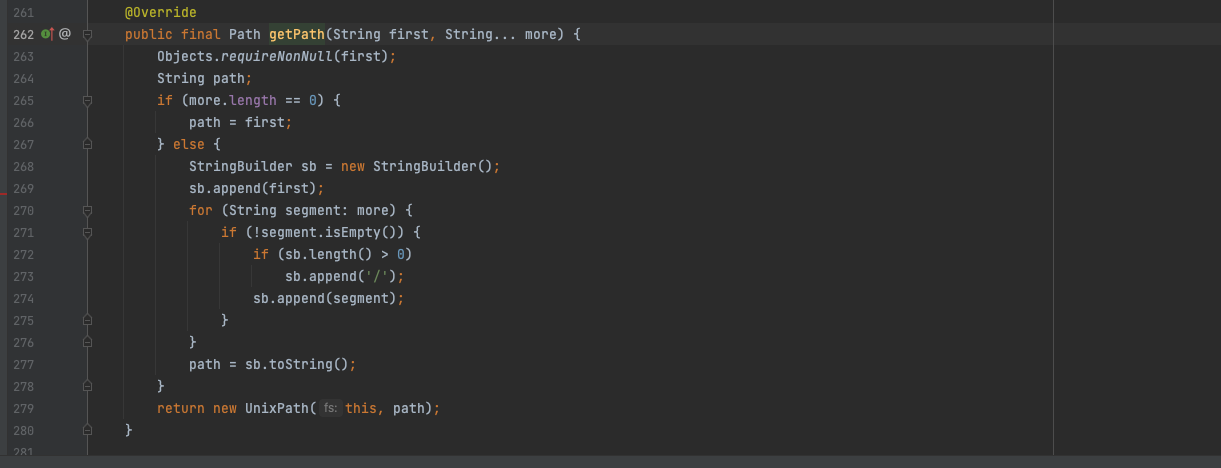 261 @Override
262 @ public final Path getPath(String first, String... more) {
263 Objects.requireNonNull(first);
264 String path;
265 if (more.length == 0) {
266 path = first;
267 } else {
268 StringBuilder sb = new StringBuilder();
269 sb.append(first);
270 for (String segment: more) {
271 if (!segment.isEmpty()) {
272 if (sb.length() > 0)
273 sb.append('/');
274 sb.append(segment);
275 }
276 }
277 path = sb.toString();
278 }
279 return new UnixPath( fs: this, path);
280 }
281